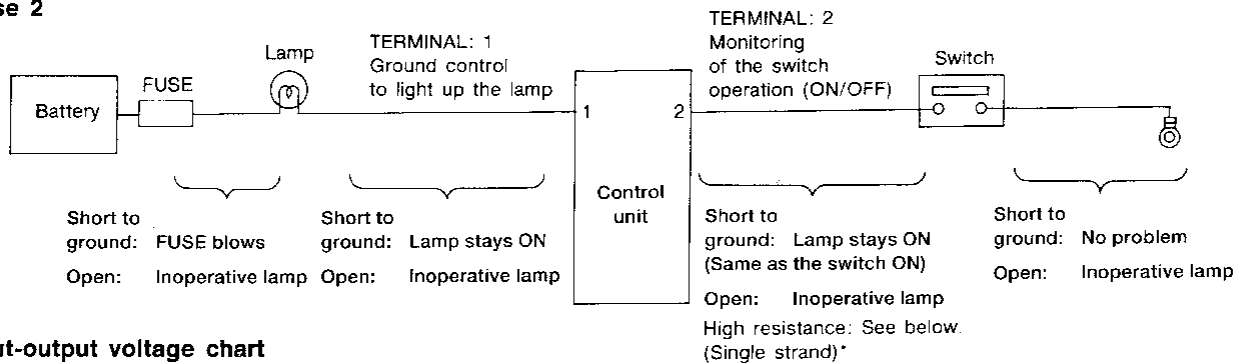 se 2
Battery
FUSE
Lamp
TERMINAL: 1
Ground control
to light up the lamp
1
Control
unit
2
TERMINAL: 2
Monitoring
of the switch
operation (ON/OFF)
Switch
Short to
ground: FUSE blows
Open: Inoperative lamp
Short to
ground: Lamp stays ON
Open: Inoperative lamp
Short to
ground: Lamp stays ON
(Same as the switch ON)
Open: Inoperative lamp
High resistance: See below.
(Single strand)*
Short to
ground: No problem
Open: Inoperative lamp
ut-output voltage chart